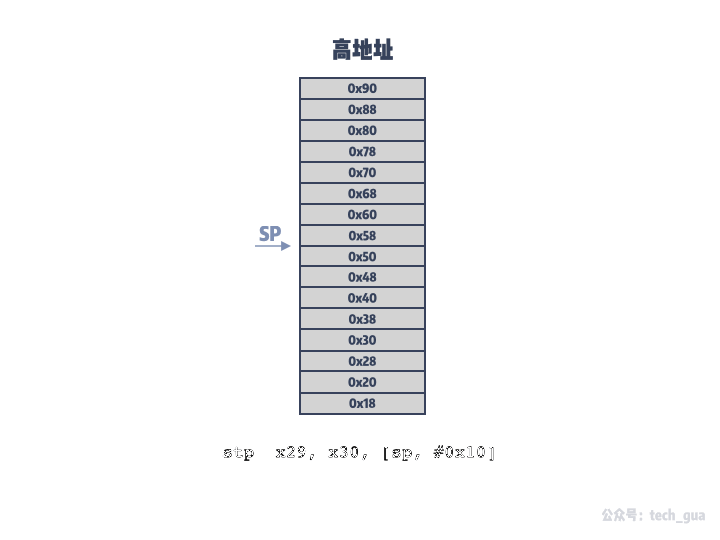 高地址
0x90
0x88
0x80
0x78
0x70
0x68
0x60
SP
0x58
0x50
0x48
0x40
0x38
0x30
0x28
0x20
0x18
stp x29, x30, [sp, #0x10]
公众号：tech_gua